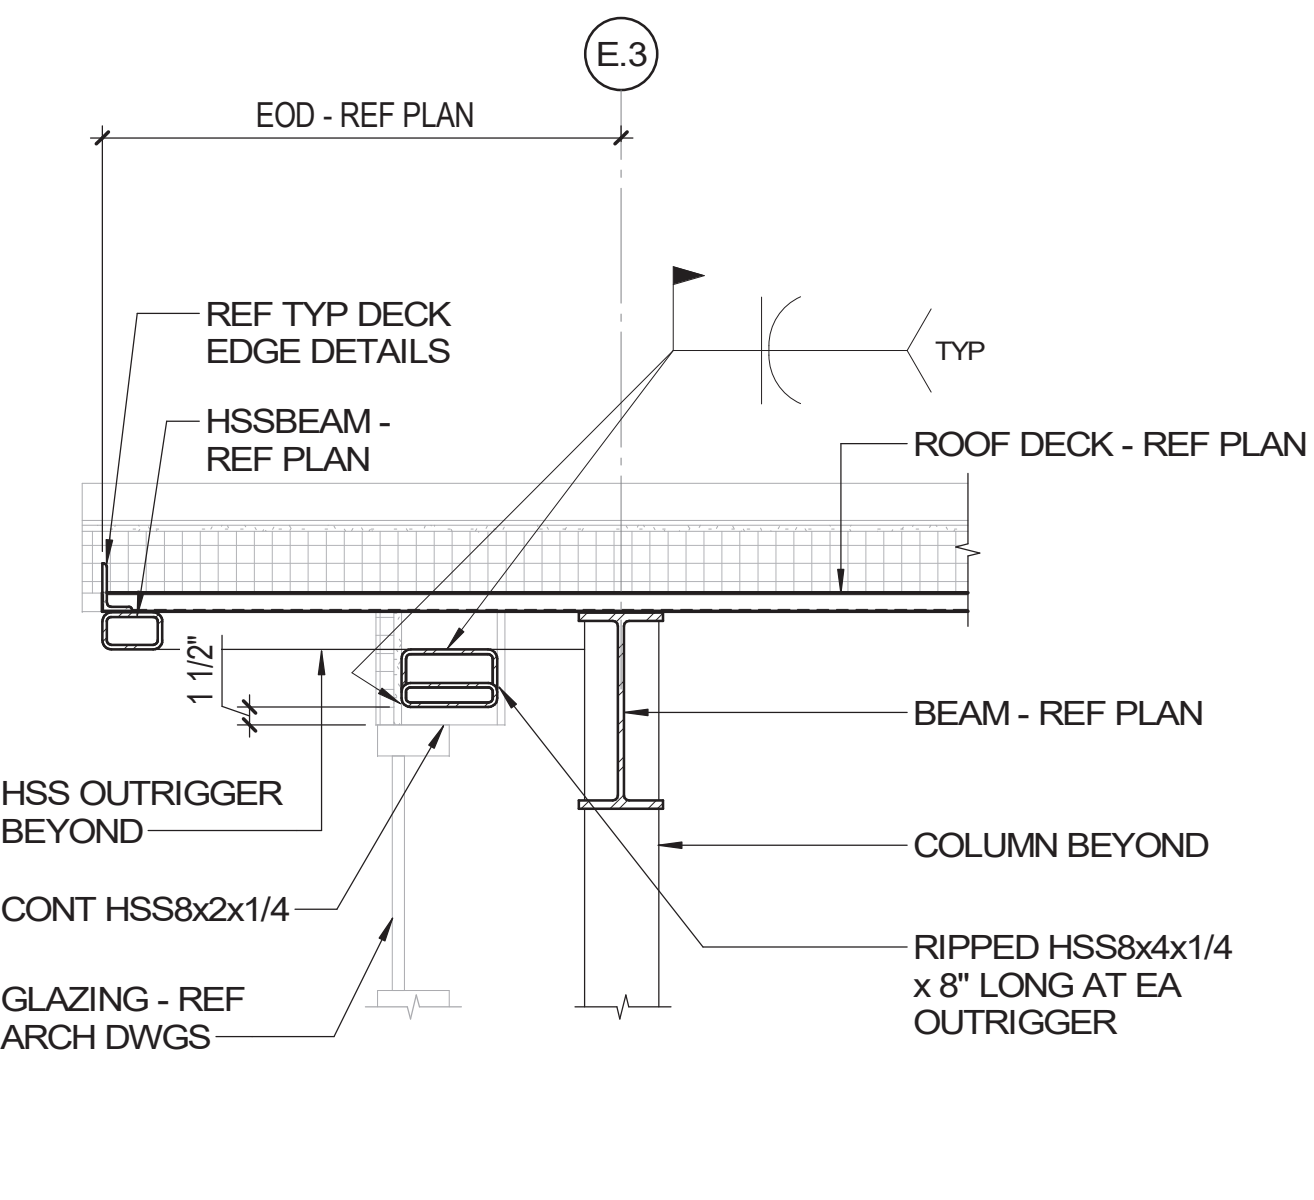 E.3
EOD - REF PLAN
REF TYP DECK
EDGE DETAILS
TYP
HSSBEAM -
REF PLAN
ROOF DECK - REF PLAN
1 1/2"
BEAM - REF PLAN
HSS OUTRIGGER
BEYOND
COLUMN BEYOND
CONT HSS8x2x1/4
RIPPED HSS8x4x1/4
x 8" LONG AT EA
OUTRIGGER
GLAZING - REF
ARCH DWGS